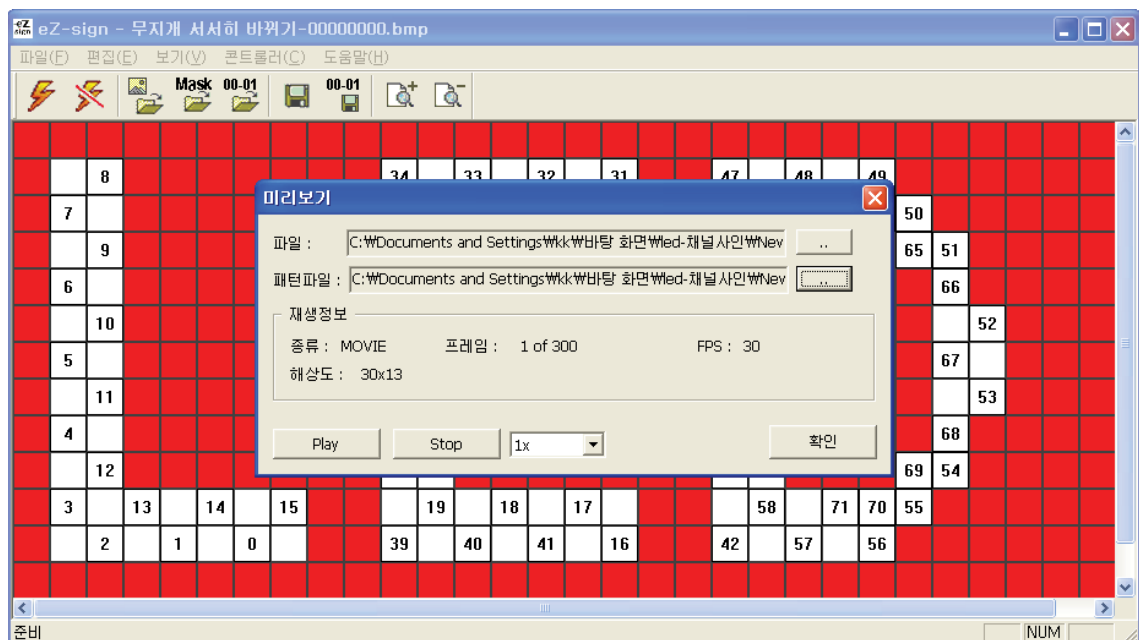 eZ-sign - 무지개 서서히 바뀌기-00000000.bmp
파일(F) 편집(E) 보기(V) 콘트롤러(C) 도움말(H)
Mask 00-01 00-01
8 34 33 32 31 47 48 49
미리보기
7 50
파일 : C:₩Documents and Settings₩kk₩바탕 화면₩led-채널사인₩Nev ..
9 65 51
패턴파일 : C:₩Documents and Settings₩kk₩바탕 화면₩led-채널사인₩Nev ..
6 66
재생정보
10 52
종류 : MOVIE 프레임 : 1 of 300 FPS : 30
5 67
해상도 : 30x13
11 53
4 68
Play Stop 1x 확인
12 69 54
3 13 14 15 19 18 17 58 71 70 55
2 1 0 39 40 41 16 42 57 56
준비 NUM